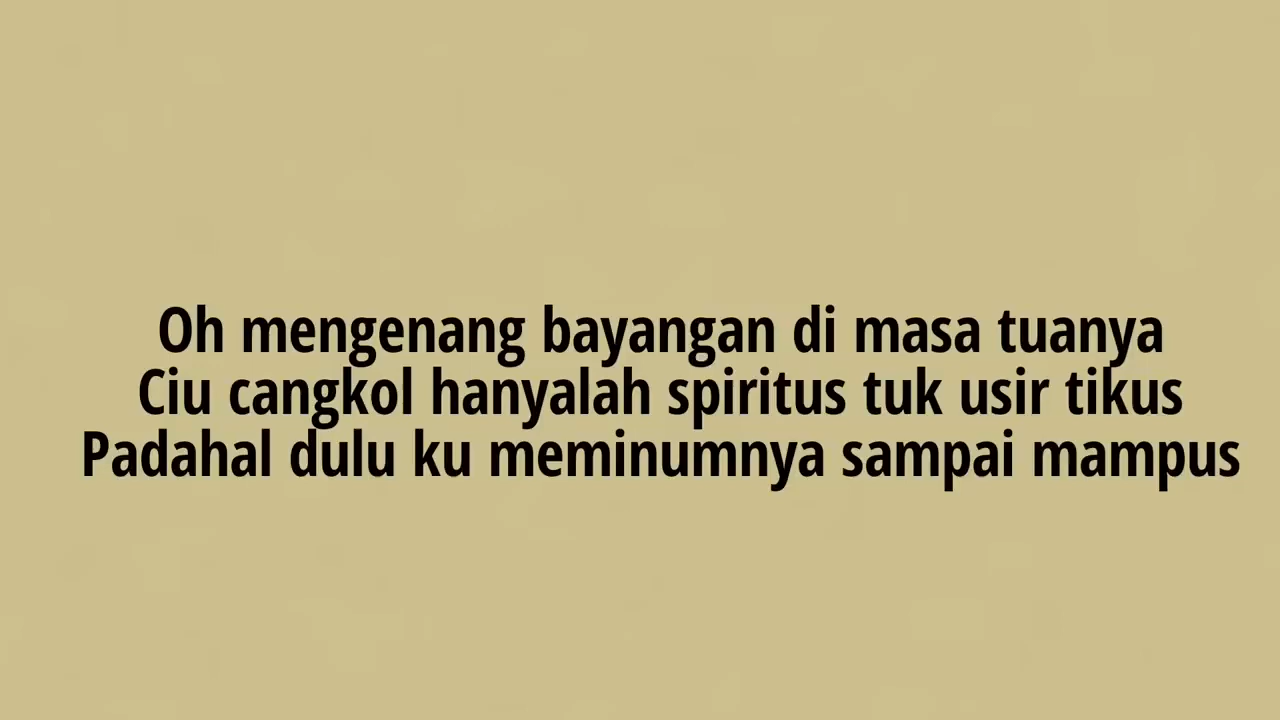 Oh mengenang bayangan di masa tuanya
Ciu cangkol hanyalah spiritus tuk usir tikus
Padahal dulu ku meminumnya sampai mampus